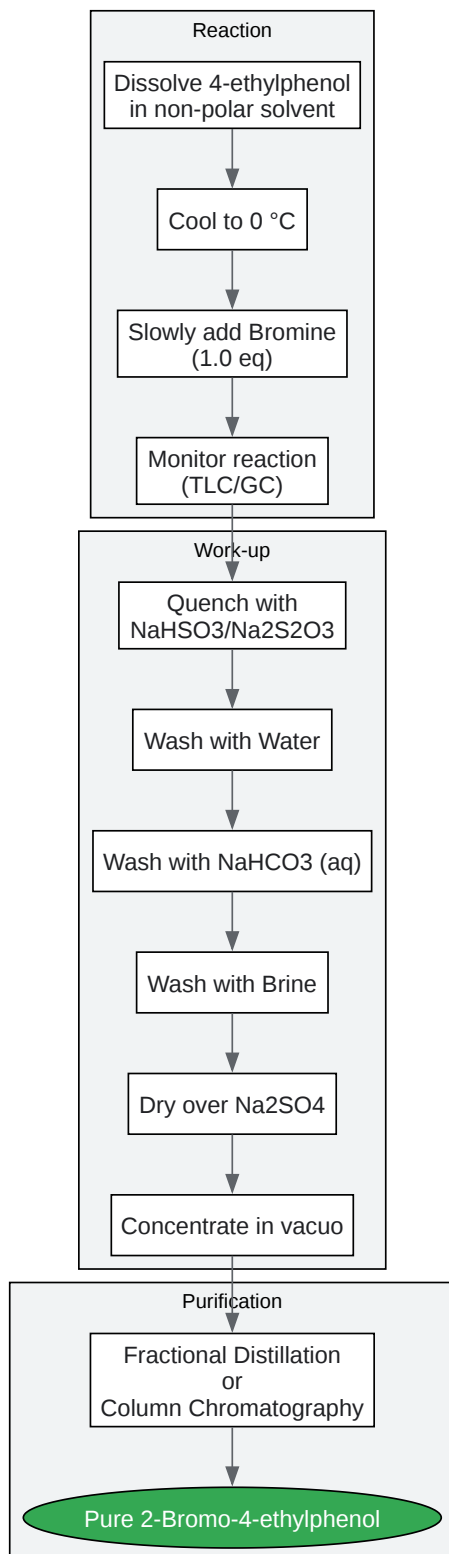 Reaction
Dissolve 4-ethylphenol
in non-polar solvent
Cool to 0 °C
Slowly add Bromine
(1.0 eq)
Monitor reaction
(TLC/GC)
Work-up
Quench with
NaHSO3/Na2S2O3
Wash with Water
Wash with NaHCO3 (aq)
Wash with Brine
Dry over Na2SO4
Concentrate in vacuo
Purification
Fractional Distillation
or
Column Chromatography
Pure 2-Bromo-4-ethylphenol